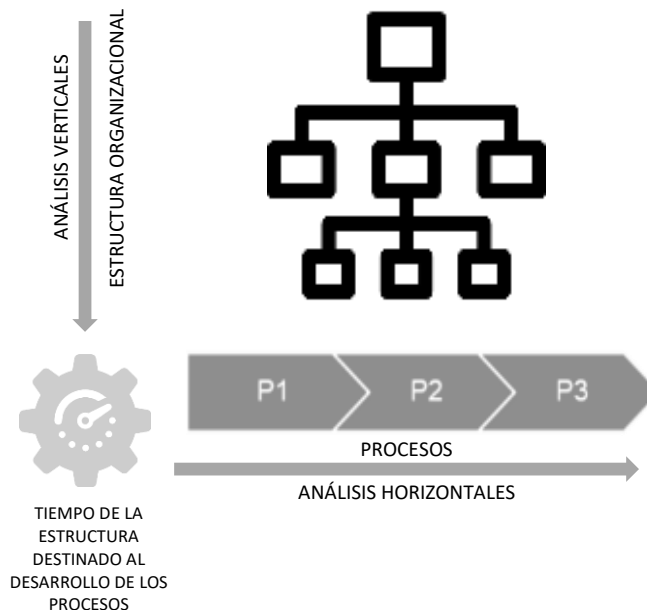 ANÁLISIS VERTICALES
ESTRUCTURA ORGANIZACIONAL
P1
P2
P3
PROCESOS
ANÁLISIS HORIZONTALES
TIEMPO DE LA
ESTRUCTURA
DESTINADO AL
DESARROLLO DE LOS
PROCESOS